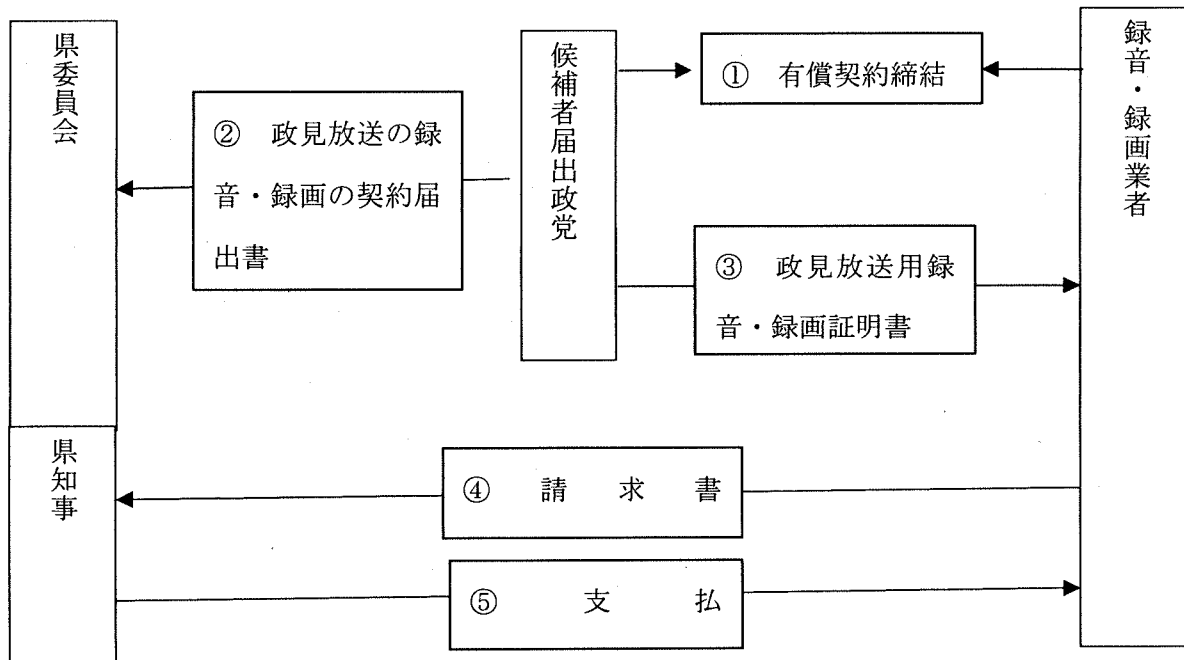 県委員会
候補者届出政党
録音・録画業者
① 有償契約締結
② 政見放送の録
音・録画の契約届
出書
③ 政見放送用録
音・録画証明書
県知事
④ 請求書
⑤ 支払